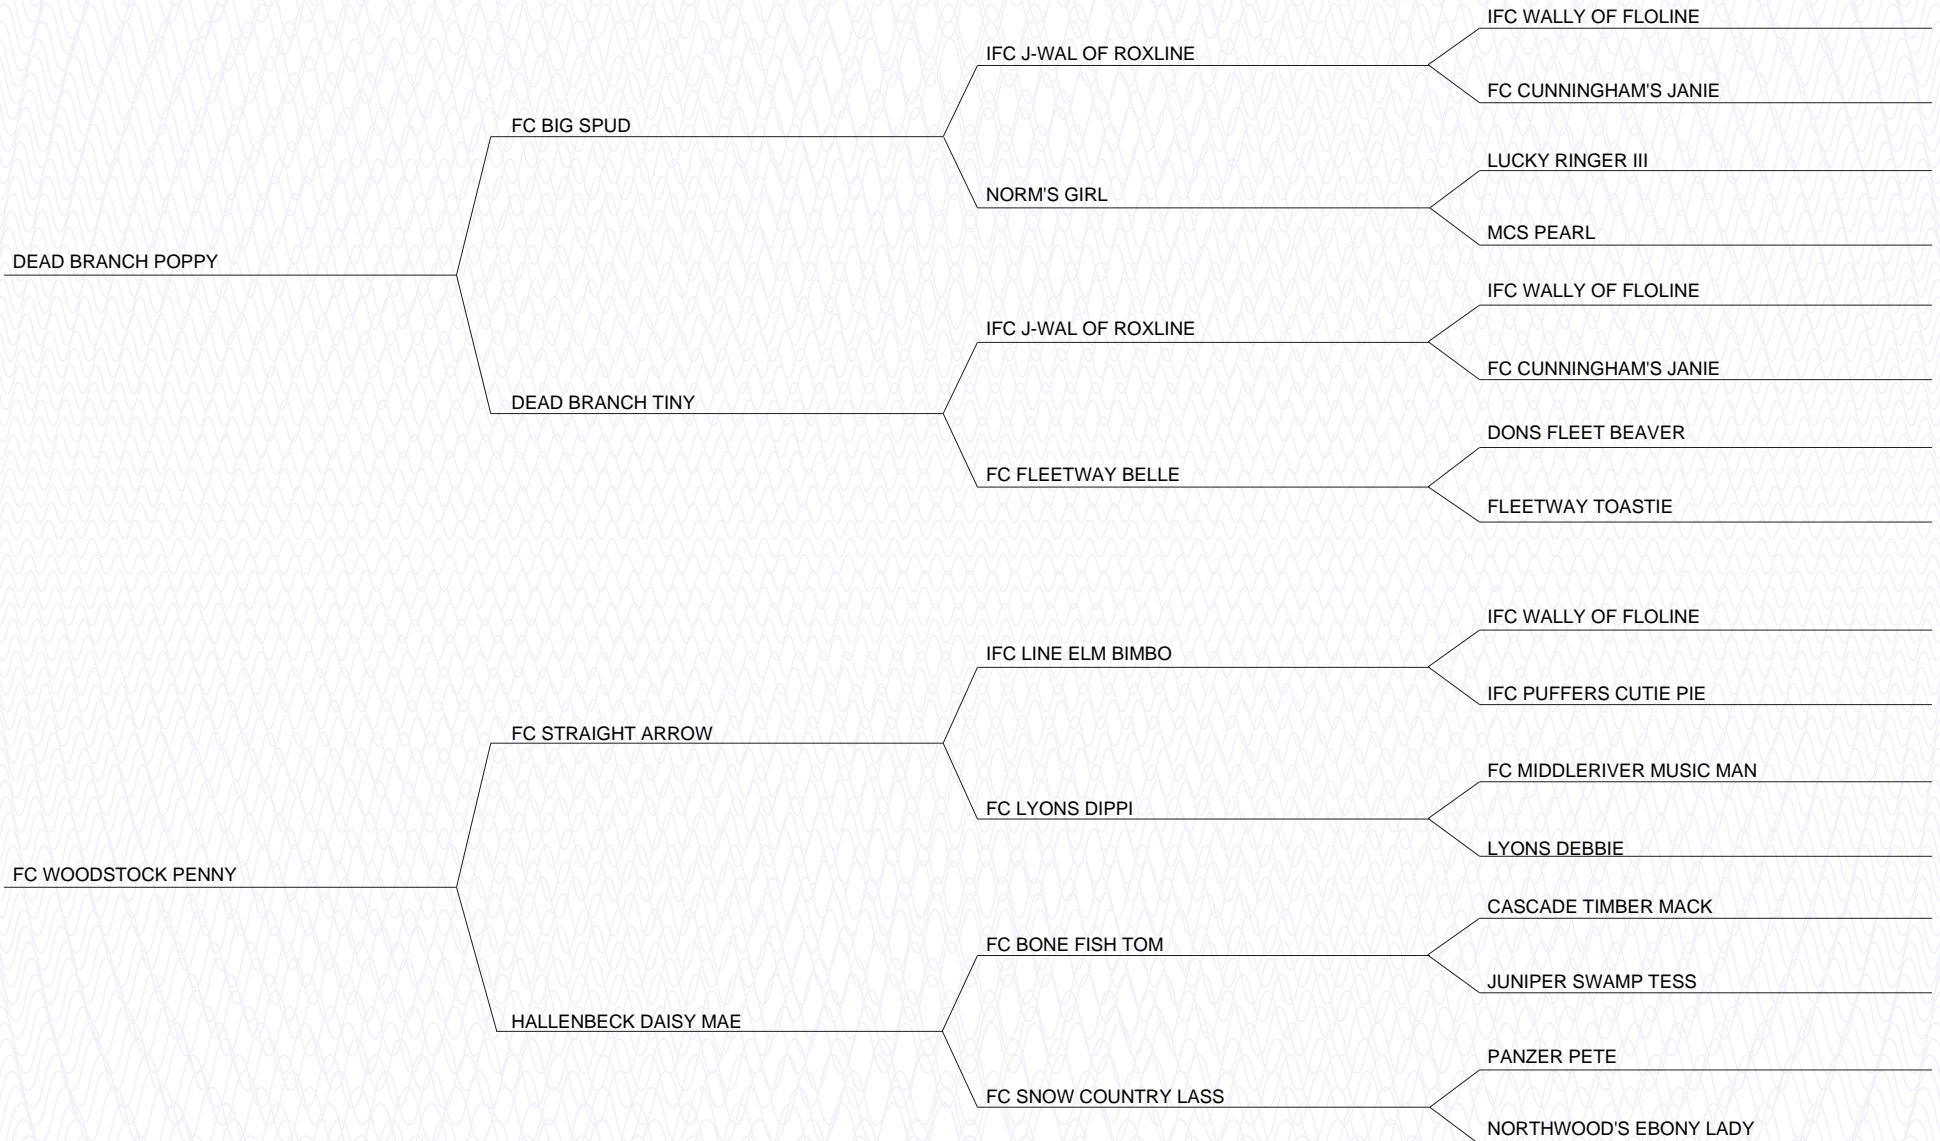 IFC WALLY OF FLOLINE
IFC J-WAL OF ROXLINE
FC CUNNINGHAM'S JANIE
FC BIG SPUD
LUCKY RINGER III
NORM'S GIRL
MCS PEARL
DEAD BRANCH POPPY
IFC WALLY OF FLOLINE
IFC J-WAL OF ROXLINE
FC CUNNINGHAM'S JANIE
DEAD BRANCH TINY
DONS FLEET BEAVER
FC FLEETWAY BELLE
FLEETWAY TOASTIE
IFC WALLY OF FLOLINE
IFC LINE ELM BIMBO
IFC PUFFERS CUTIE PIE
FC STRAIGHT ARROW
FC MIDDLERIVER MUSIC MAN
FC LYONS DIPPI
LYONS DEBBIE
FC WOODSTOCK PENNY
CASCADE TIMBER MACK
FC BONE FISH TOM
JUNIPER SWAMP TESS
HALLENBECK DAISY MAE
PANZER PETE
FC SNOW COUNTRY LASS
NORTHWOOD'S EBONY LADY